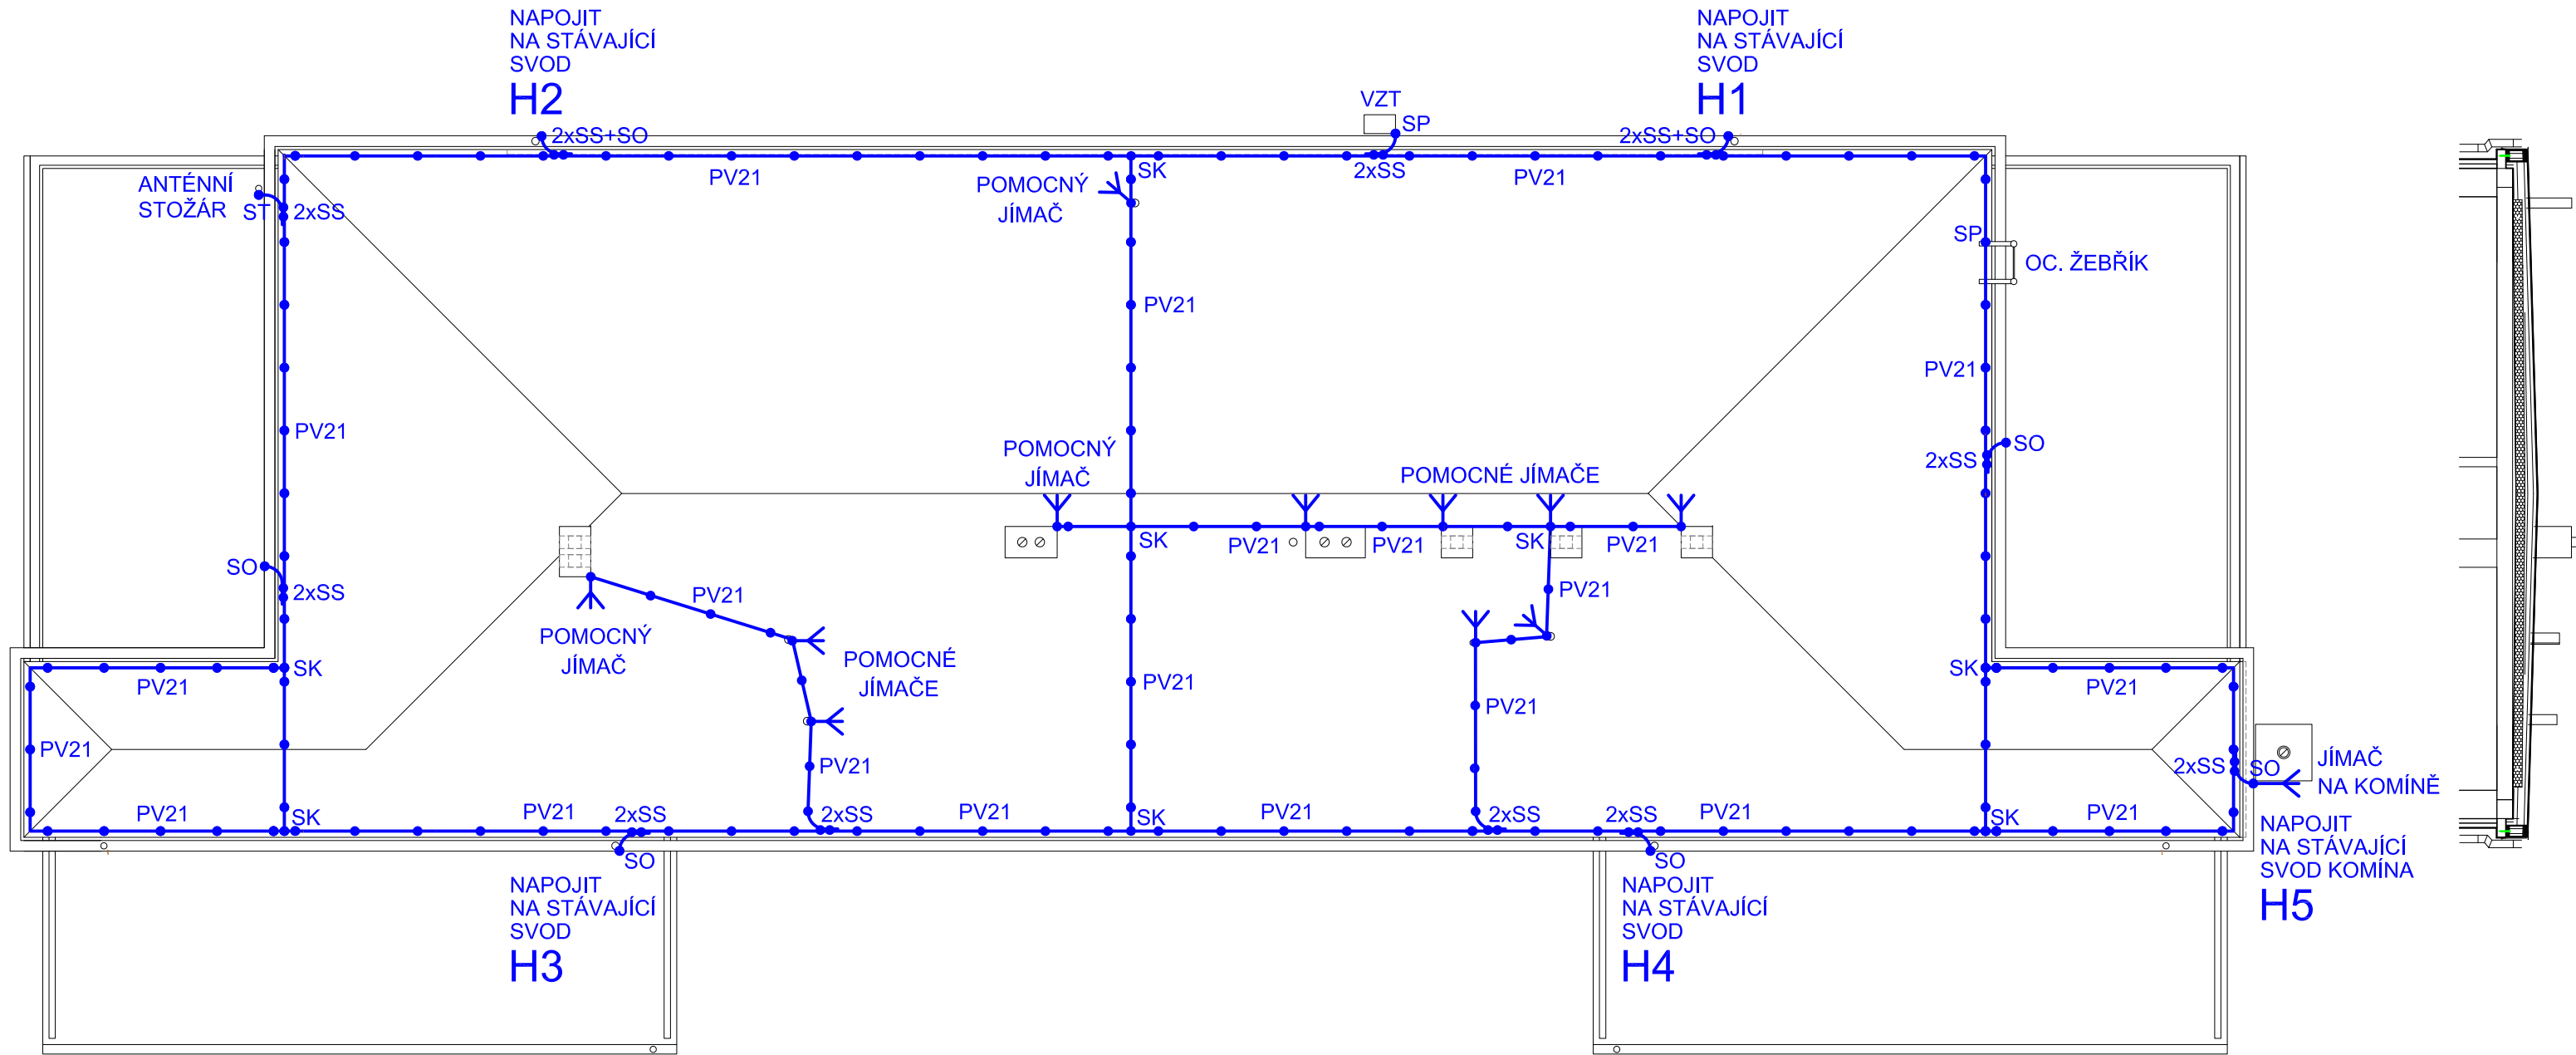 NAPOJIT
NA STÁVAJÍCÍ
SVOD
H2
NAPOJIT
NA STÁVAJÍCÍ
SVOD
H1
VZT
SP
2xSS+SO
2xSS+SO
PV21
SK
2xSS
PV21
ANTÉNNÍ
STOŽÁR
ST
2xSS
POMOCNÝ
JÍMAČ
SP
OC. ŽEBŘÍK
PV21
PV21
PV21
SO
2xSS
POMOCNÝ
JÍMAČ
POMOCNÉ JÍMAČE
SK
PV21
PV21
SK
PV21
SO
2xSS
PV21
PV21
POMOCNÝ
JÍMAČ
POMOCNÉ
JÍMAČE
SK
PV21
PV21
SK
PV21
PV21
PV21
PV21
2xSS
SO
JÍMAČ
NA KOMÍNĚ
PV21
SK
PV21
2xSS
2xSS
PV21
SK
PV21
2xSS
2xSS
PV21
SK
PV21
SO
SO
NAPOJIT
NA STÁVAJÍCÍ
SVOD
H3
NAPOJIT
NA STÁVAJÍCÍ
SVOD
H4
NAPOJIT
NA STÁVAJÍCÍ
SVOD KOMÍNA
H5